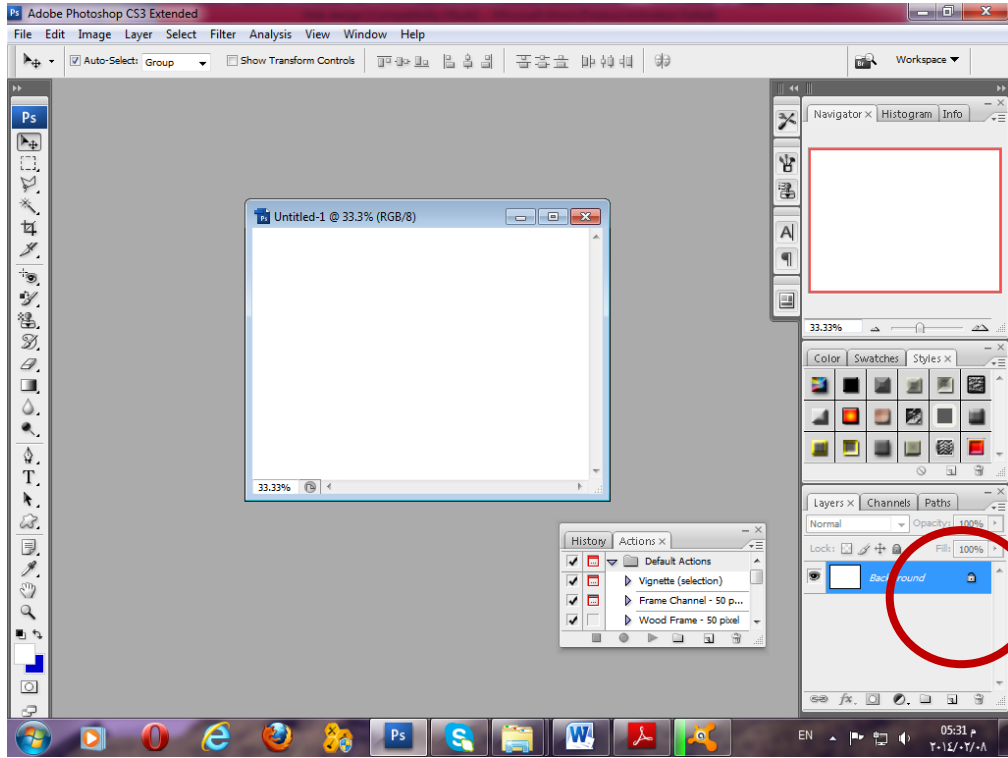 Ps Adobe Photoshop CS3 Extended
File Edit Image Layer Select Filter Analysis View Window Help
Auto-Select: Group Show Transform Controls Br Workspace
Ps
Navigator Histogram Info
Ps Untitled-1 @ 33.3% (RGB/8)
33.33%
33.33%
Color Swatches Styles
Layers Channels Paths
Normal Opacity: 100%
Lock: Fill: 100%
Background
History Actions
Default Actions
Vignette (selection)
Frame Channel - 50 p...
Wood Frame - 50 pixel
EN 05:31 م
٢٠١٤/٠٢/٠٨